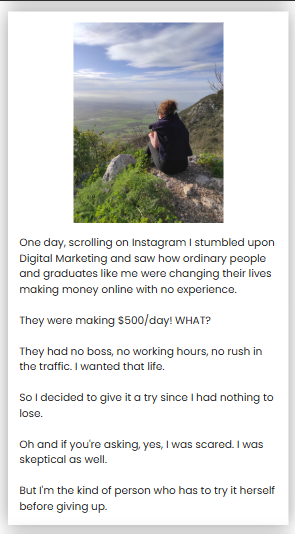 One day, scrolling on Instagram I stumbled upon
Digital Marketing and saw how ordinary people
and graduates like me were changing their lives
making money online with no experience.
They were making $500/day! WHAT?
They had no boss, no working hours, no rush in
the traffic. I wanted that life.
So I decided to give it a try since I had nothing to
lose.
Oh and if you're asking, yes, I was scared. I was
skeptical as well.
But I'm the kind of person who has to try it herself
before giving up.